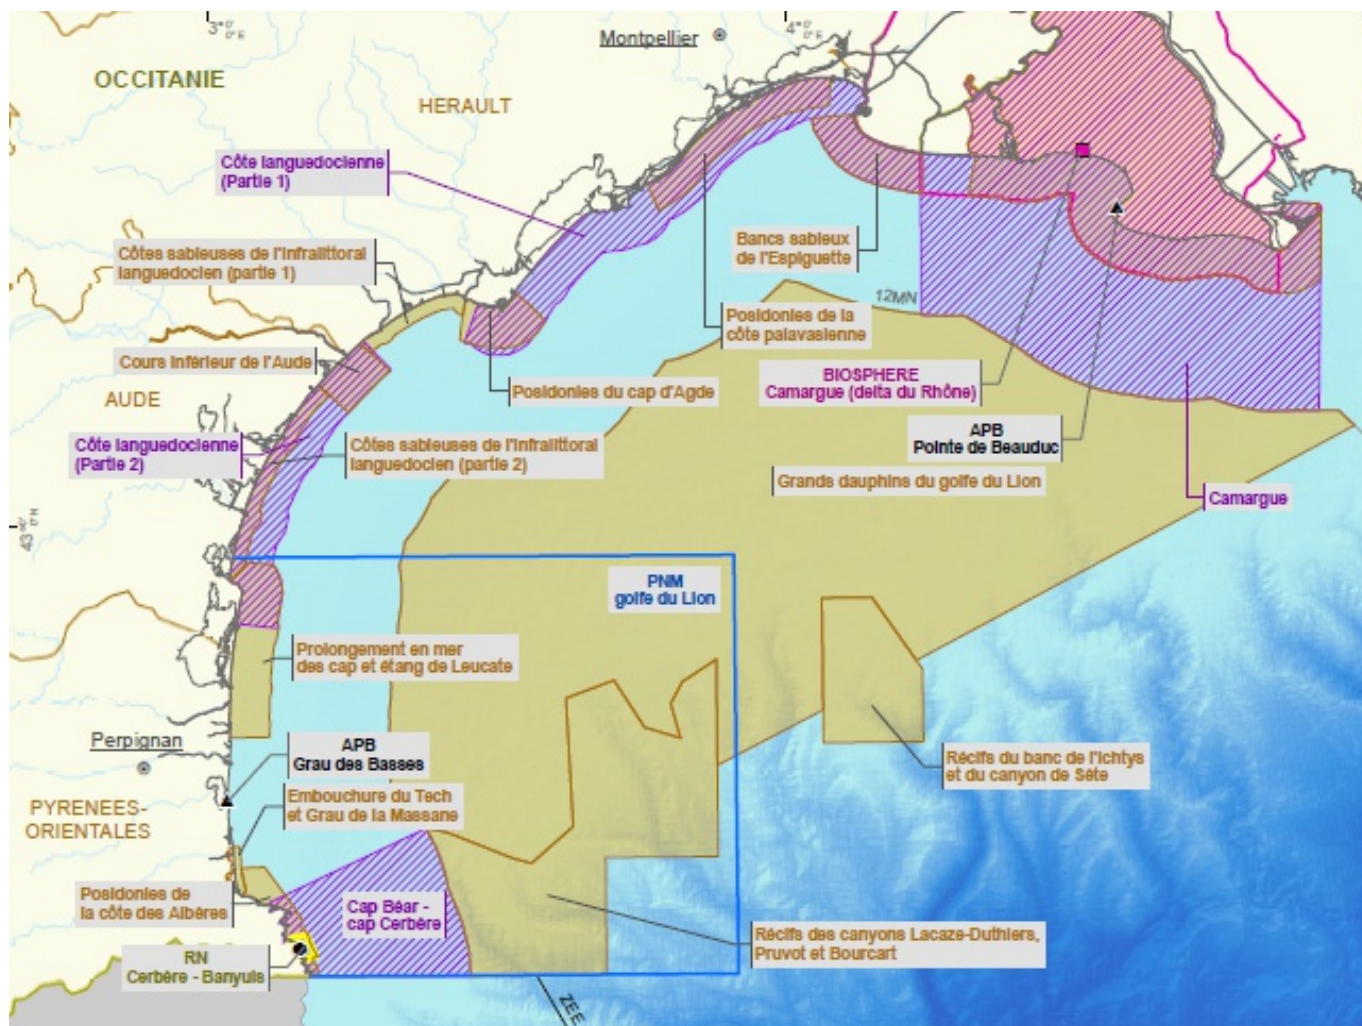 3°0'
0" E
4°0'
0" E
Montpellier
OCCITANIE
HERAULT
Côte languedocienne
(Partie 1)
Côtes sableuses de l'infralittoral
languedocien (partie 1)
Bancs sableux
de l'Espiguette
12MN
Posidonies de la
côte palavasienne
Cours inférieur de l'Aude
Posidonies du cap d'Agde
BIOSPHERE
Camargue (delta du Rhône)
AUDE
APB
Pointe de Beauduc
Côte languedocienne
(Partie 2)
Côtes sableuses de l'infralittoral
languedocien (partie 2)
Grands dauphins du golfe du Lion
Camargue
43°0'
0" N
PNM
golfe du Lion
Prolongement en mer
des cap et étang de Leucate
Perpignan
APB
Grau des Basses
Récifs du banc de l'Ichtys
et du canyon de Sète
PYRENEES-
ORIENTALES
Embouchure du Tech
et Grau de la Massane
Posidonies de
la côte des Albères
Cap Béar -
cap Cerbère
Récifs des canyons Lacaze-Duthiers,
Pruvot et Bourcart
RN
Cerbère - Banyuls
ZEE